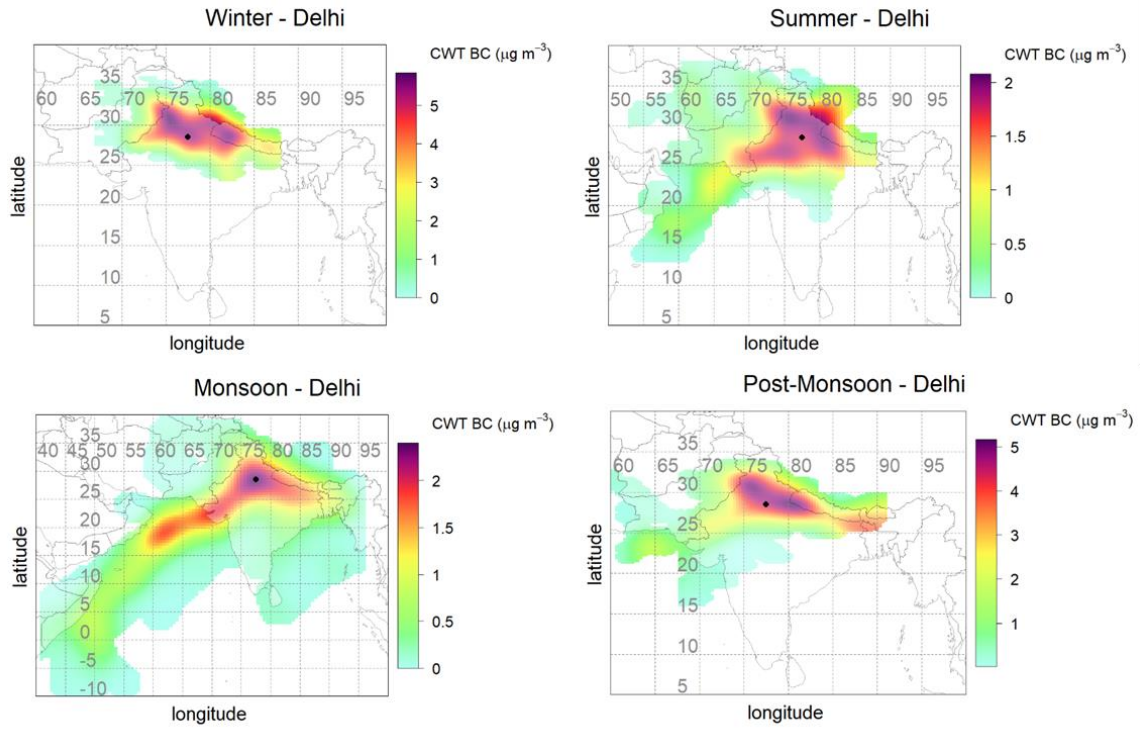 Winter - Delhi
CWT BC (μg m⁻³)
35
60 65 70 75 80 85 90 95
30
25
20
15
10
5
5
4
3
2
1
0
latitude
longitude
Summer - Delhi
CWT BC (μg m⁻³)
35
50 55 60 65 70 75 80 85 90 95
30
25
20
15
10
5
2
1.5
1
0.5
0
latitude
longitude
Monsoon - Delhi
CWT BC (μg m⁻³)
35
40 45 50 55 60 65 70 75 80 85 90 95
30
25
20
15
10
5
0
-5
-10
2
1.5
1
0.5
0
latitude
longitude
Post-Monsoon - Delhi
CWT BC (μg m⁻³)
35
60 65 70 75 80 85 90 95
30
25
20
15
10
5
5
4
3
2
1
latitude
longitude